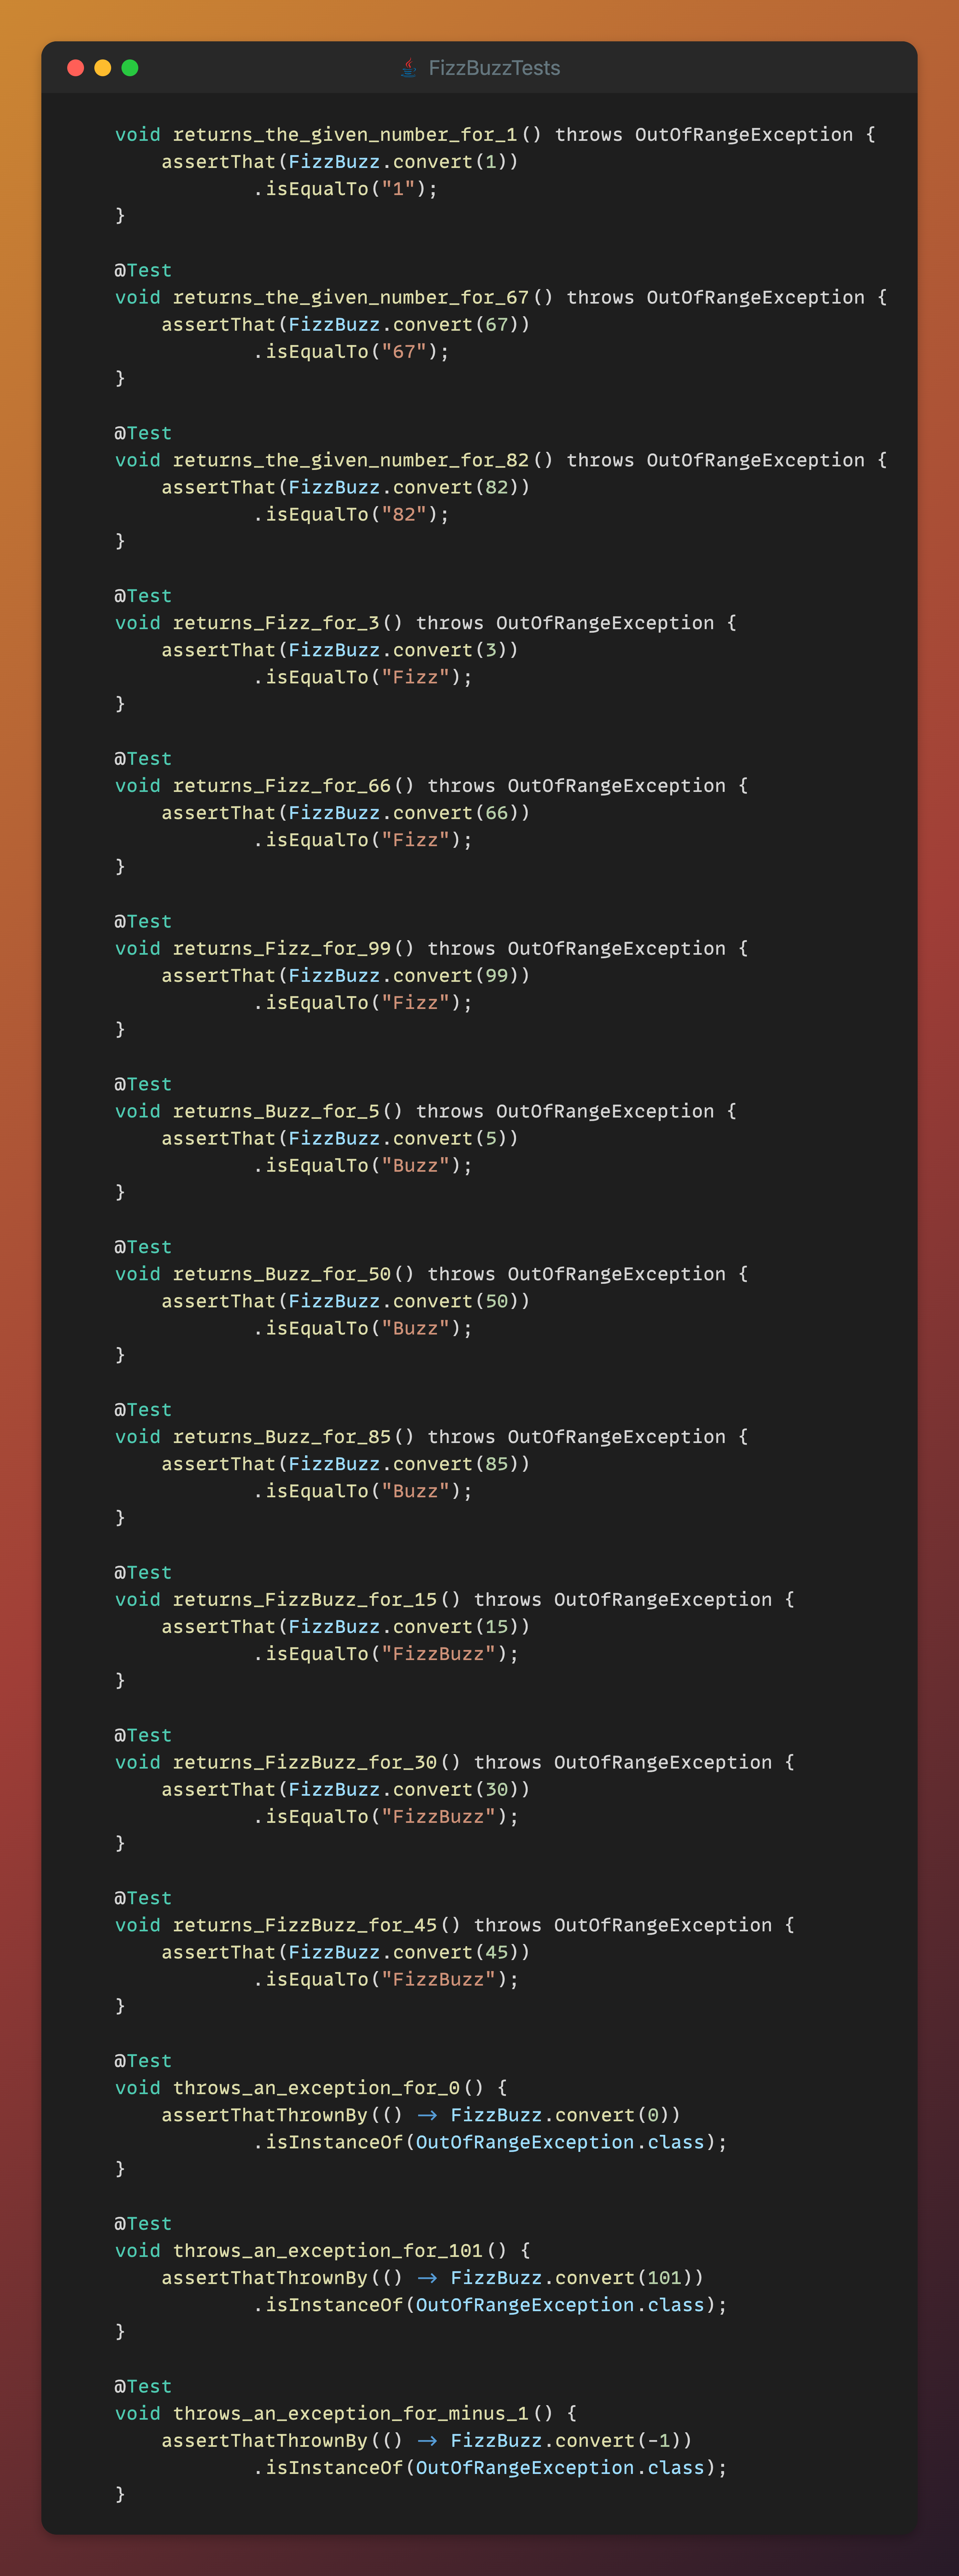 FizzBuzzTests
void returns_the_given_number_for_1() throws OutOfRangeException {
    assertThat(FizzBuzz.convert(1))
            .isEqualTo("1");
}

@Test
void returns_the_given_number_for_67() throws OutOfRangeException {
    assertThat(FizzBuzz.convert(67))
            .isEqualTo("67");
}

@Test
void returns_the_given_number_for_82() throws OutOfRangeException {
    assertThat(FizzBuzz.convert(82))
            .isEqualTo("82");
}

@Test
void returns_Fizz_for_3() throws OutOfRangeException {
    assertThat(FizzBuzz.convert(3))
            .isEqualTo("Fizz");
}

@Test
void returns_Fizz_for_66() throws OutOfRangeException {
    assertThat(FizzBuzz.convert(66))
            .isEqualTo("Fizz");
}

@Test
void returns_Fizz_for_99() throws OutOfRangeException {
    assertThat(FizzBuzz.convert(99))
            .isEqualTo("Fizz");
}

@Test
void returns_Buzz_for_5() throws OutOfRangeException {
    assertThat(FizzBuzz.convert(5))
            .isEqualTo("Buzz");
}

@Test
void returns_Buzz_for_50() throws OutOfRangeException {
    assertThat(FizzBuzz.convert(50))
            .isEqualTo("Buzz");
}

@Test
void returns_Buzz_for_85() throws OutOfRangeException {
    assertThat(FizzBuzz.convert(85))
            .isEqualTo("Buzz");
}

@Test
void returns_FizzBuzz_for_15() throws OutOfRangeException {
    assertThat(FizzBuzz.convert(15))
            .isEqualTo("FizzBuzz");
}

@Test
void returns_FizzBuzz_for_30() throws OutOfRangeException {
    assertThat(FizzBuzz.convert(30))
            .isEqualTo("FizzBuzz");
}

@Test
void returns_FizzBuzz_for_45() throws OutOfRangeException {
    assertThat(FizzBuzz.convert(45))
            .isEqualTo("FizzBuzz");
}

@Test
void throws_an_exception_for_0() {
    assertThatThrownBy(() -> FizzBuzz.convert(0))
            .isInstanceOf(OutOfRangeException.class);
}

@Test
void throws_an_exception_for_101() {
    assertThatThrownBy(() -> FizzBuzz.convert(101))
            .isInstanceOf(OutOfRangeException.class);
}

@Test
void throws_an_exception_for_minus_1() {
    assertThatThrownBy(() -> FizzBuzz.convert(-1))
            .isInstanceOf(OutOfRangeException.class);
}